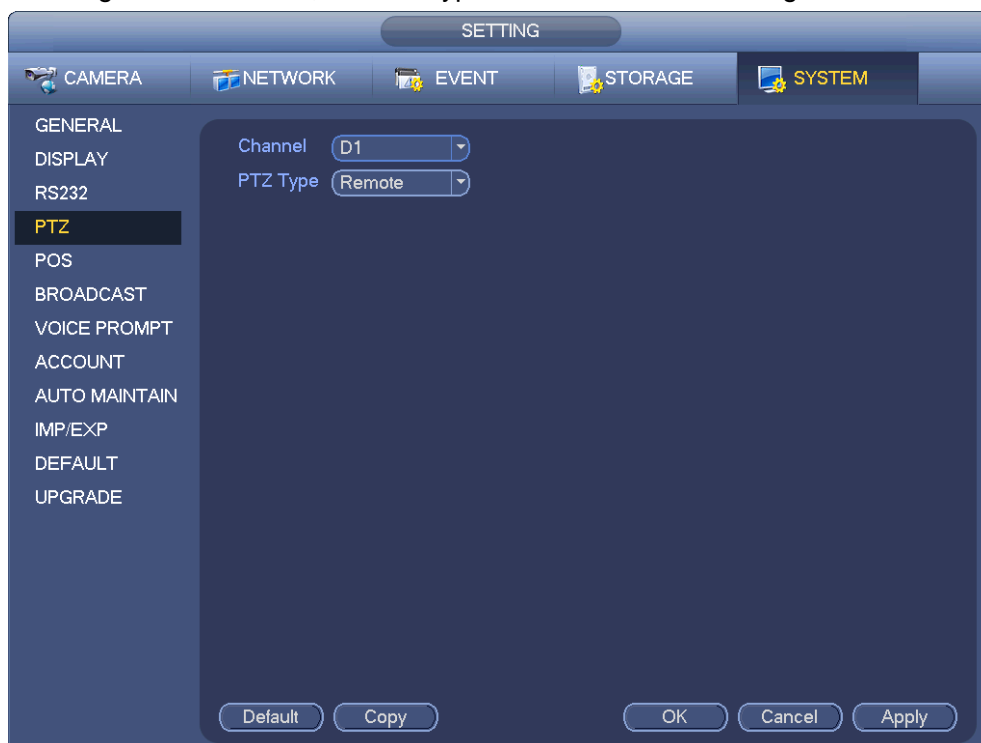 SETTING
CAMERA NETWORK EVENT STORAGE SYSTEM
GENERAL
DISPLAY
RS232
PTZ
POS
BROADCAST
VOICE PROMPT
ACCOUNT
AUTO MAINTAIN
IMP/EXP
DEFAULT
UPGRADE
Channel D1
PTZ Type Remote
Default Copy OK Cancel Apply